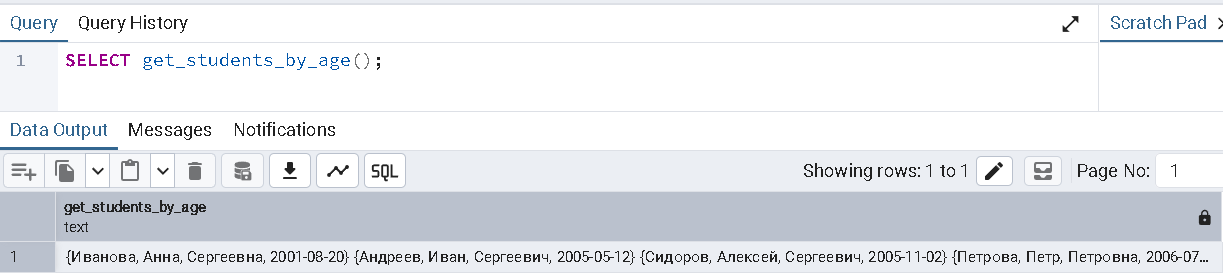 Query Query History Scratch Pad
1 SELECT get_students_by_age();
Data Output Messages Notifications
SQL Showing rows: 1 to 1 Page No: 1
get_students_by_age
text
1 {Иванова, Анна, Сергеевна, 2001-08-20} {Андреев, Иван, Сергеевич, 2005-05-12} {Сидоров, Алексей, Сергеевич, 2005-11-02} {Петрова, Петр, Петровна, 2006-07...